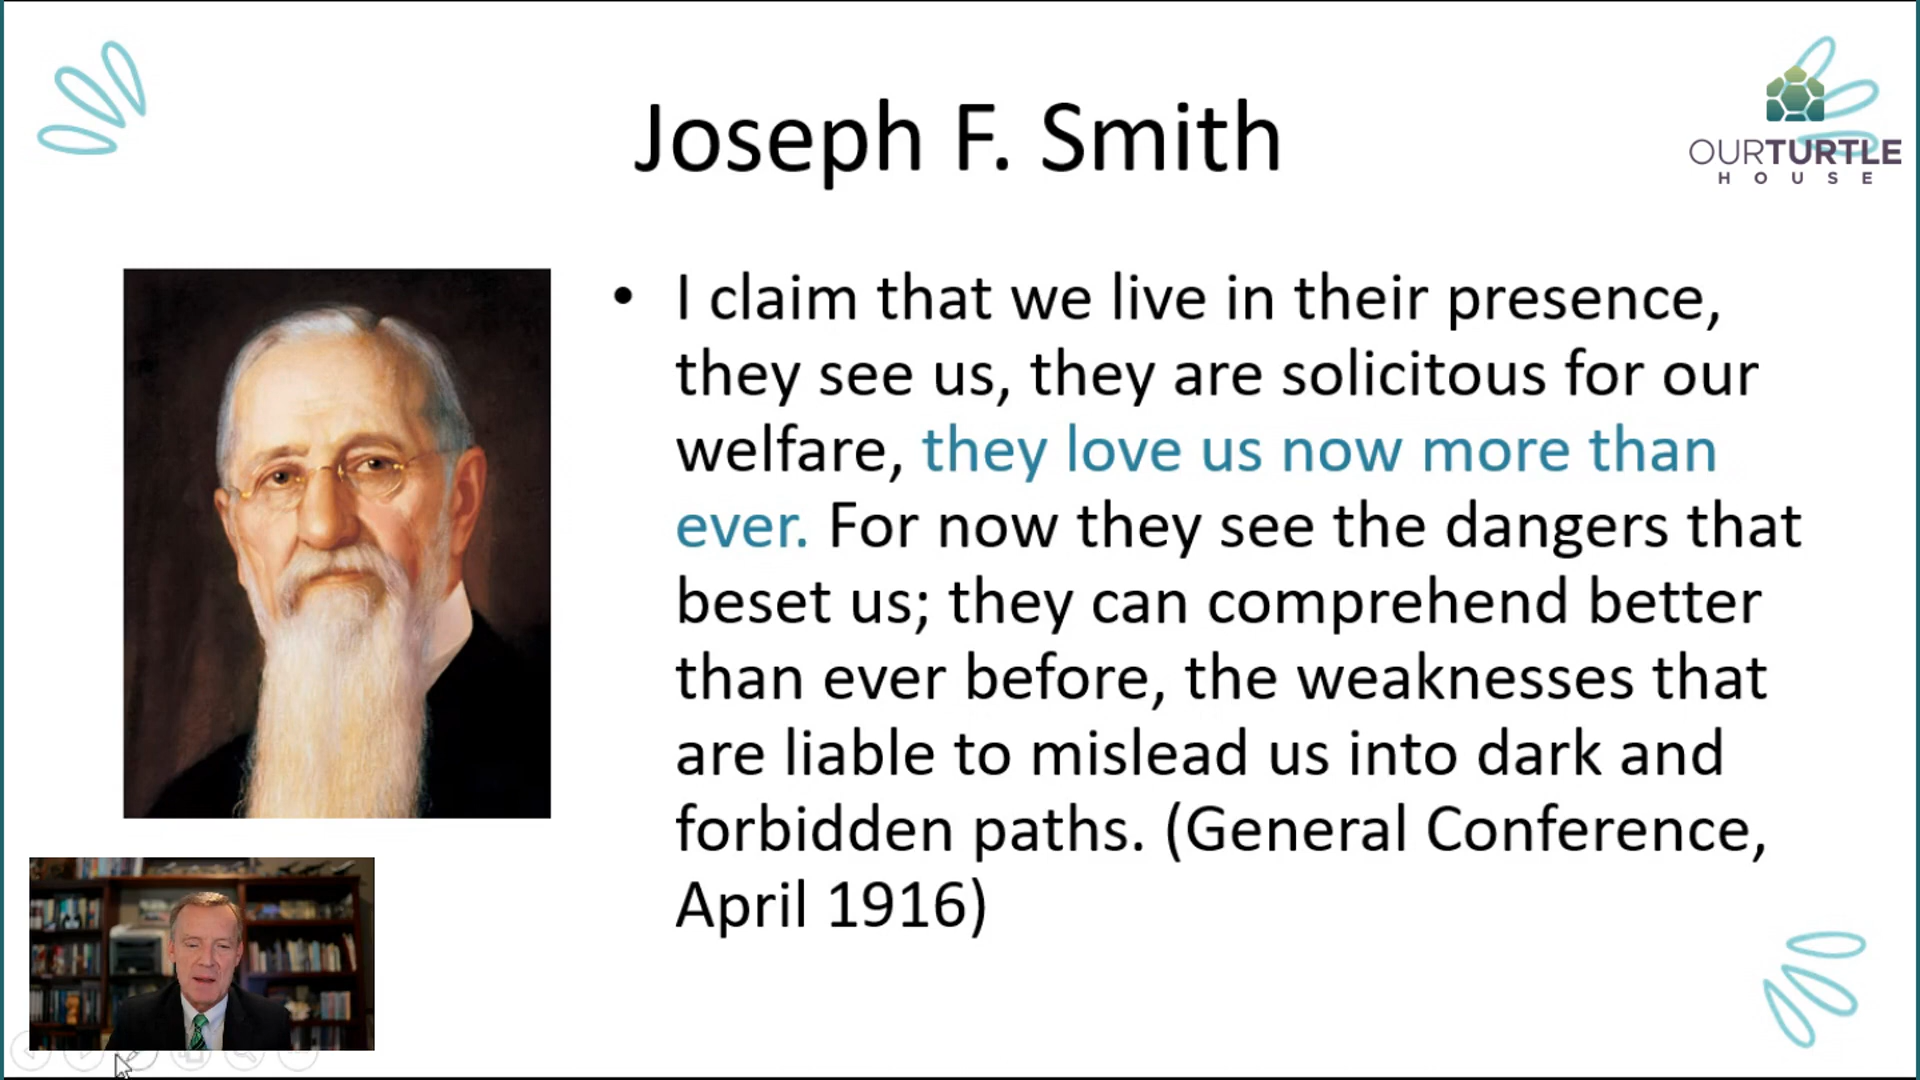 Joseph F. Smith
OURTURTLE
HOUSE
• I claim that we live in their presence,
they see us, they are solicitous for our
welfare, they love us now more than
ever. For now they see the dangers that
beset us; they can comprehend better
than ever before, the weaknesses that
are liable to mislead us into dark and
forbidden paths. (General Conference,
April 1916)